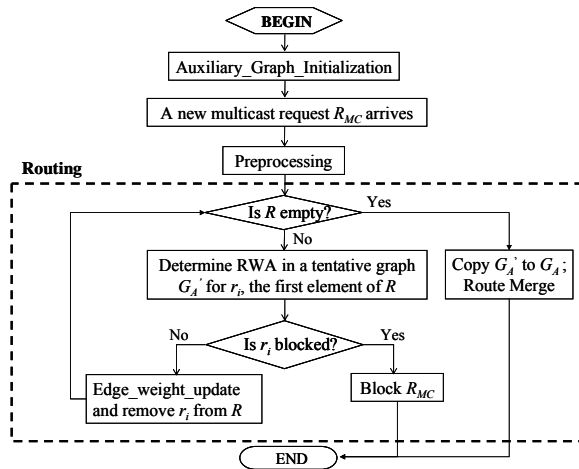 BEGIN
Auxiliary_Graph_Initialization
A new multicast request R_MC arrives
Preprocessing
Routing
Is R empty?
Yes
No
Determine RWA in a tentative graph
G_A' for r_i, the first element of R
Copy G_A' to G_A ;
Route Merge
Is r_i blocked?
No
Yes
Edge_weight_update
and remove r_i from R
Block R_MC
END